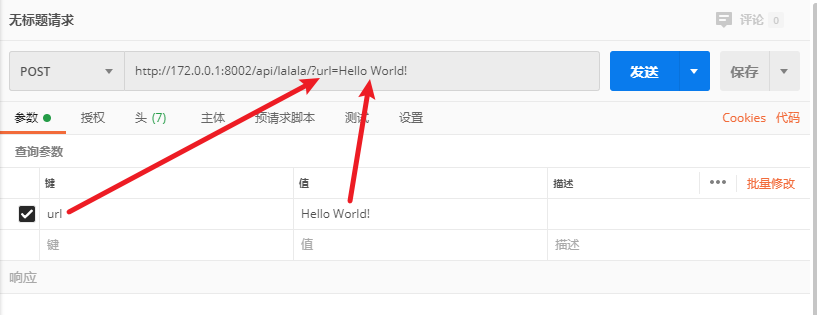 无标题请求 评论 0
POST http://172.0.0.1:8002/api/lalala/?url=Hello World! 发送 保存
参数 授权 头 (7) 主体 预请求脚本 测试 设置 Cookies 代码
查询参数
键 值 描述 ••• 批量修改
url Hello World!
键 值 描述
响应